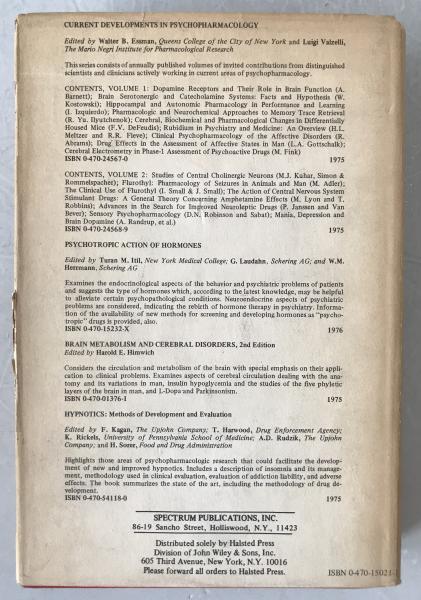 CURRENT DEVELOPMENTS IN PSYCHOPHARMACOLOGY
Edited by Walter B. Essman, Queens College of the City of New York and Luigi Valzelli,
The Mario Negri Institute for Pharmacological Research
This series consists of annually published volumes of invited contributions from distinguished
scientists and clinicians actively working in current areas of psychopharmacology.
CONTENTS, VOLUME 1: Dopamine Receptors and Their Role in Brain Function (A.
Barnett); Brain Serotonergic and Catecholamine Systems: Facts and Hypothesis (W.
Kostowski); Hippocampal and Autonomic Pharmacology in Performance and Learning
(I. Izquierdo); Pharmacologic and Neurochemical Approaches to Memory Trace Retrieval
(R. Yu. Ilyutchenok); Cerebral, Biochemical and Pharmacological Changes in Differentially
Housed Mice (F.V. DeFeudis); Rubidium in Psychiatry and Medicine: An Overview (H.L.
Meltzer and R.R. Fieve); Clinical Psychopharmacology of the Affective Disorders (R.
Abrams); Drug Effects in the Assessment of Affective States in Man (L.A. Gottschalk);
Cerebral Electrometry in Phase-1 Assessment of Psychoactive Drugs (M. Fink)
ISBN 0-470-24567-0 1975
CONTENTS, VOLUME 2: Studies of Central Cholinergic Neurons (M.J. Kuhar, Simon &
Rommelspacher); Flurothyl: Pharmacology of Seizures in Animals and Man (M. Adler);
The Clinical Use of Flurothyl (I. Small & J. Small); The Action of Central Nervous System
Stimulant Drugs: A General Theory Concerning Amphetamine Effects (M. Lyon and T.
Robbins); Advances in the Search for Improved Neuroleptic Drugs (P. Janssen and Van
Bever); Sensory Psychopharmacology (D.N. Robinson and Sabat); Mania, Depression and
Brain Dopamine (A. Randrup, et al.)
ISBN 0-470-24568-9 1975
PSYCHOTROPIC ACTION OF HORMONES
Edited by Turan M. Itil, New York Medical College; G. Laudahn, Schering AG; and W.M.
Herrmann, Schering AG
Examines the endocrinological aspects of the behavior and psychiatric problems of patients
and suggests the type of hormones which, according to the latest knowledge, may be helpful
to alleviate certain psychopathological conditions. Neuroendocrine aspects of psychiatric
problems are considered, indicating the rebirth of hormone therapy in psychiatry. Informa-
tion of the availability of new methods for screening and developing hormones as "psycho-
tropic" drugs is provided, also.
ISBN 0-470-15232-X 1976
BRAIN METABOLISM AND CEREBRAL DISORDERS, 2nd Edition
Edited by Harold E. Himwich
Considers the circulation and metabolism of the brain with special emphasis on their appli-
cation to clinical problems. Examines aspects of cerebral circulation dealing with the ana-
tomy and its variations in man, insulin hypoglycemia and the studies of the five phyletic
layers of the brain in man, and L-Dopa and Parkinsonism.
ISBN 0-470-01376-1 1975
HYPNOTICS: Methods of Development and Evaluation
Edited by F. Kagan, The Upjohn Company; T. Harwood, Drug Enforcement Agency;
K. Rickels, University of Pennsylvania School of Medicine; A.D. Rudzik, The Upjohn
Company; and H. Sorer, Food and Drug Administration
Highlights those areas of psychopharmacologic research that could facilitate the develop-
ment of new and improved hypnotics. Includes a description of insomnia and its manage-
ment, methodology used in clinical evaluation, evaluation of addiction liability, and adverse
effects. The book summarizes the state of the art, including the methodology of drug de-
velopment.
ISBN 0-470-54118-0 1975
SPECTRUM PUBLICATIONS, INC.
86-19 Sancho Street, Holliswood, N.Y., 11423
Distributed solely by Halsted Press
Division of John Wiley & Sons, Inc.
605 Third Avenue, New York, N.Y. 10016
Please forward all orders to Halsted Press.
ISBN 0-470-15021-1